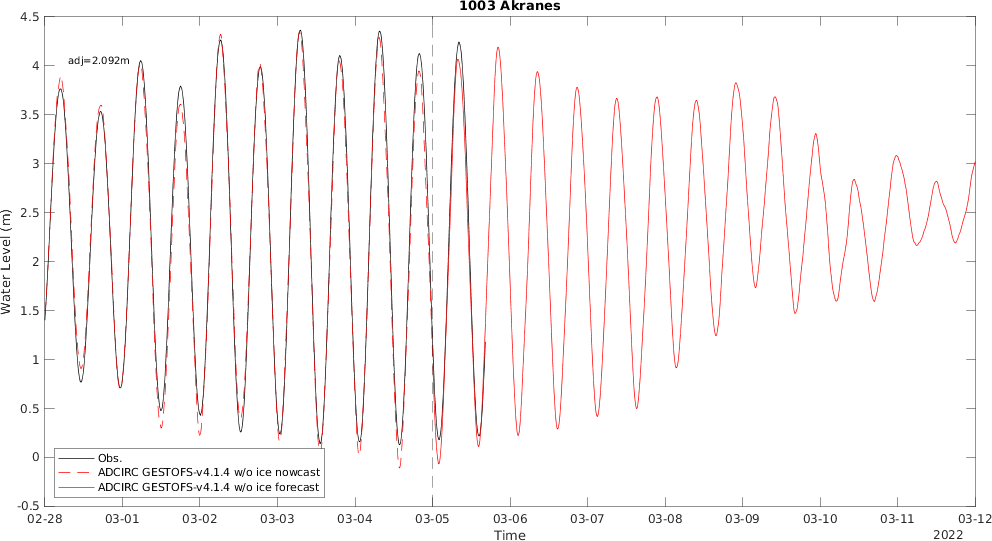 1003 Akranes
adj=2.092m
4.5
4
3.5
3
2.5
2
1.5
1
0.5
0
-0.5
Water Level (m)
Obs.
ADCIRC GESTOFS-v4.1.4 w/o ice nowcast
ADCIRC GESTOFS-v4.1.4 w/o ice forecast
02-28 03-01 03-02 03-03 03-04 03-05 03-06 03-07 03-08 03-09 03-10 03-11 03-12
Time
2022